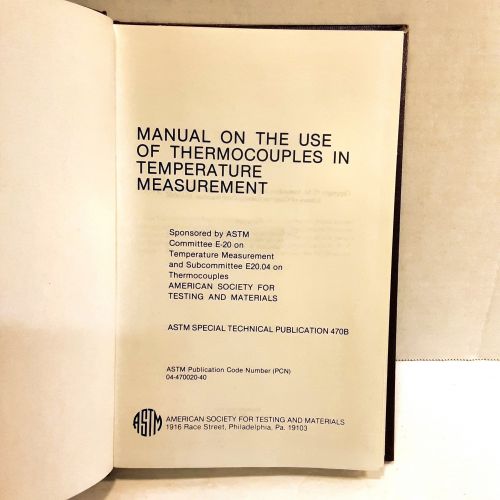 MANUAL ON THE USE
OF THERMOCOUPLES IN
TEMPERATURE
MEASUREMENT
Sponsored by ASTM
Committee E-20 on
Temperature Measurement
and Subcommittee E20.04 on
Thermocouples
AMERICAN SOCIETY FOR
TESTING AND MATERIALS
ASTM SPECIAL TECHNICAL PUBLICATION 470B
ASTM Publication Code Number (PCN)
04-470020-40
ASTM
AMERICAN SOCIETY FOR TESTING AND MATERIALS
1916 Race Street, Philadelphia, Pa. 19103